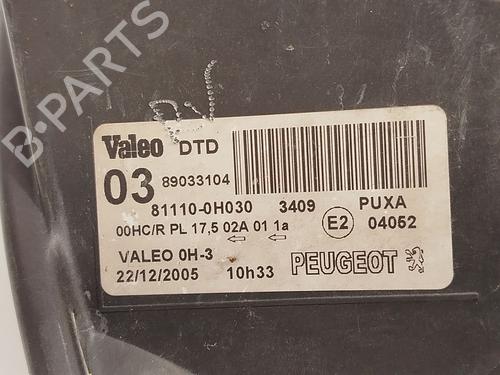 B-PARTS
Valeo DTD
03 89033104
81110-0H030 3409 PUXA
00HC/R PL 17,5 02A 01 1a E2 04052
VALEO 0H-3
22/12/2005 10h33 PEUGEOT